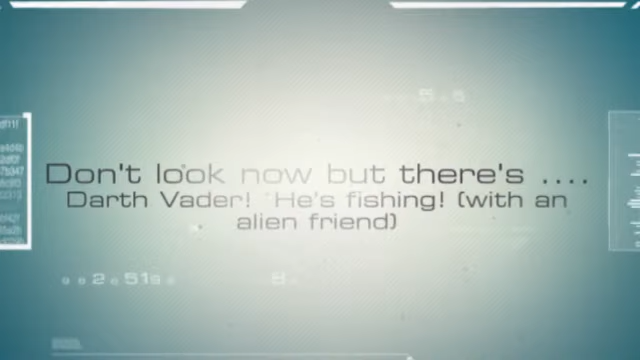 Don't look now but there's ....
Darth Vader! He's fishing! (with an
alien friend)